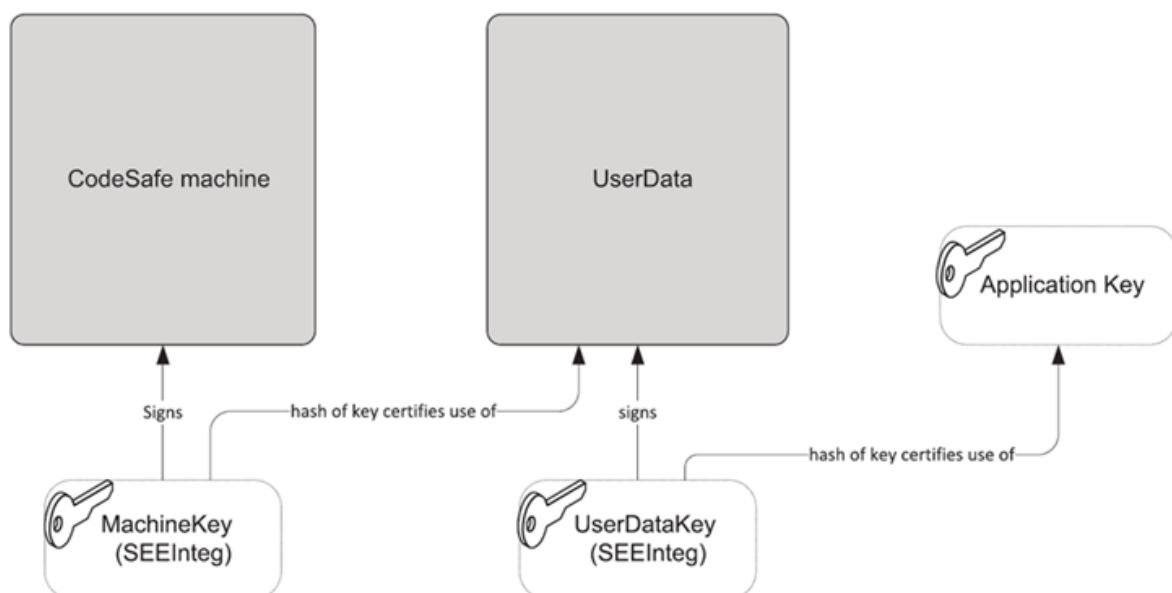 CodeSafe machine
UserData
Application Key
Signs
hash of key certifies use of
signs
hash of key certifies use of
MachineKey
(SEEInteg)
UserDataKey
(SEEInteg)